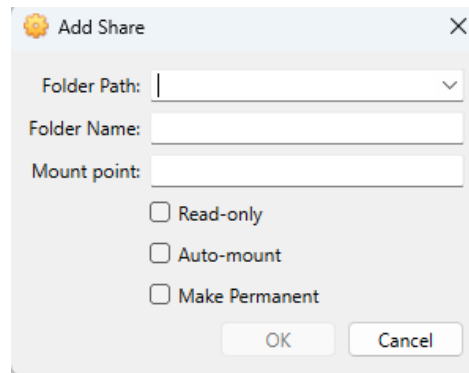 Add Share
Folder Path:
Folder Name:
Mount point:
Read-only
Auto-mount
Make Permanent
OK Cancel